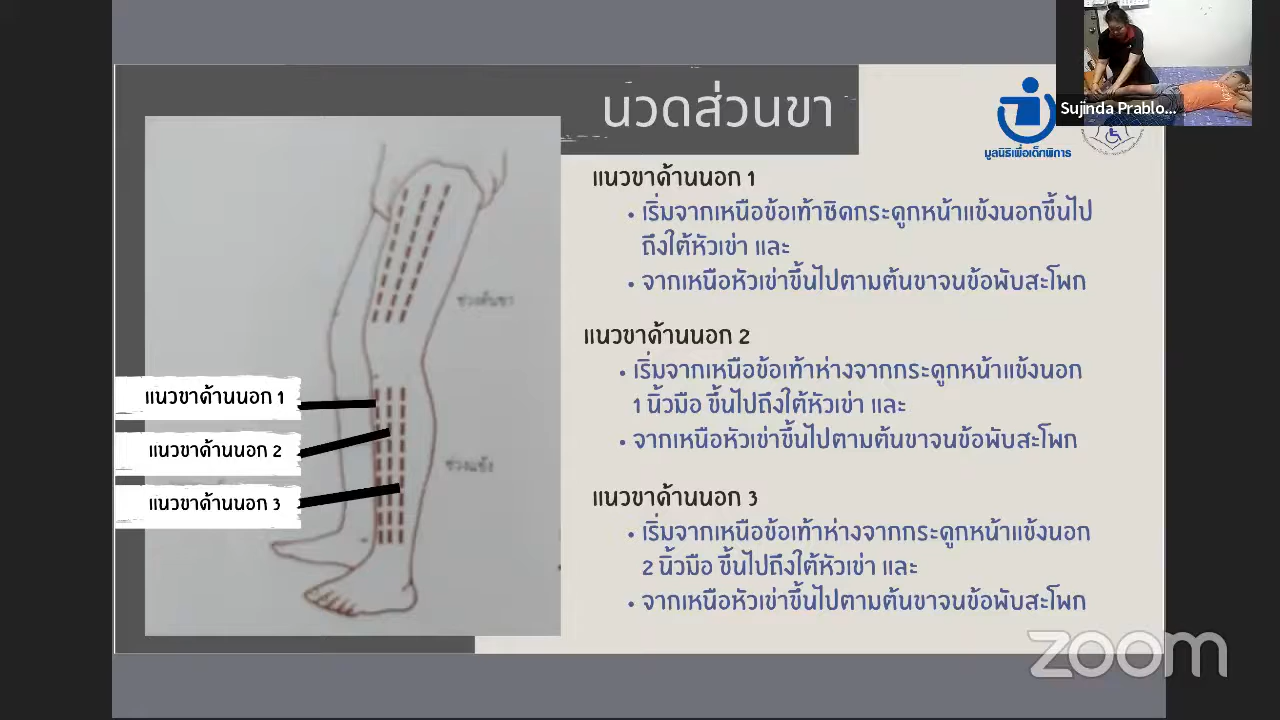 นวดส่วนขา
Sujinda Prablo...
มูลนิธิเพื่อเด็กพิการ
แนวขาด้านนอก 1
• เริ่มจากเหนือข้อเท้าชิดกระดูกหน้าแข้งนอกขึ้นไป
ถึงใต้หัวเข่า และ
• จากเหนือหัวเข่าขึ้นไปตามต้นขาจนข้อพับสะโพก
แนวขาด้านนอก 2
• เริ่มจากเหนือข้อเท้าห่างจากกระดูกหน้าแข้งนอก
1 นิ้วมือ ขึ้นไปถึงใต้หัวเข่า และ
• จากเหนือหัวเข่าขึ้นไปตามต้นขาจนข้อพับสะโพก
แนวขาด้านนอก 3
• เริ่มจากเหนือข้อเท้าห่างจากกระดูกหน้าแข้งนอก
2 นิ้วมือ ขึ้นไปถึงใต้หัวเข่า และ
• จากเหนือหัวเข่าขึ้นไปตามต้นขาจนข้อพับสะโพก
ช่วงต้นขา
ช่วงแข้ง
แนวขาด้านนอก 1
แนวขาด้านนอก 2
แนวขาด้านนอก 3
zoom